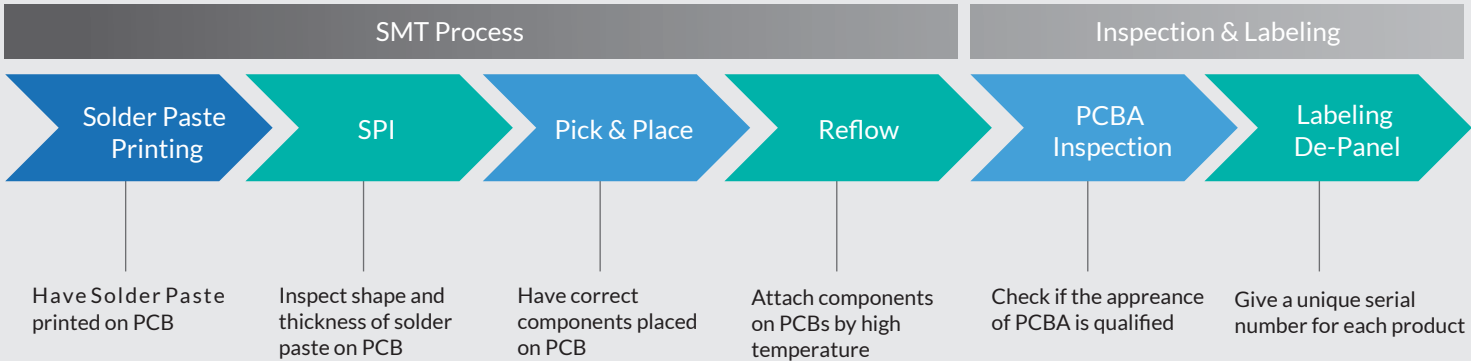 SMT Process
Inspection & Labeling
Solder Paste
Printing
SPI
Pick & Place
Reflow
PCBA
Inspection
Labeling
De-Panel
Have Solder Paste
printed on PCB
Inspect shape and
thickness of solder
paste on PCB
Have correct
components placed
on PCB
Attach components
on PCBs by high
temperature
Check if the appreance
of PCBA is qualified
Give a unique serial
number for each product